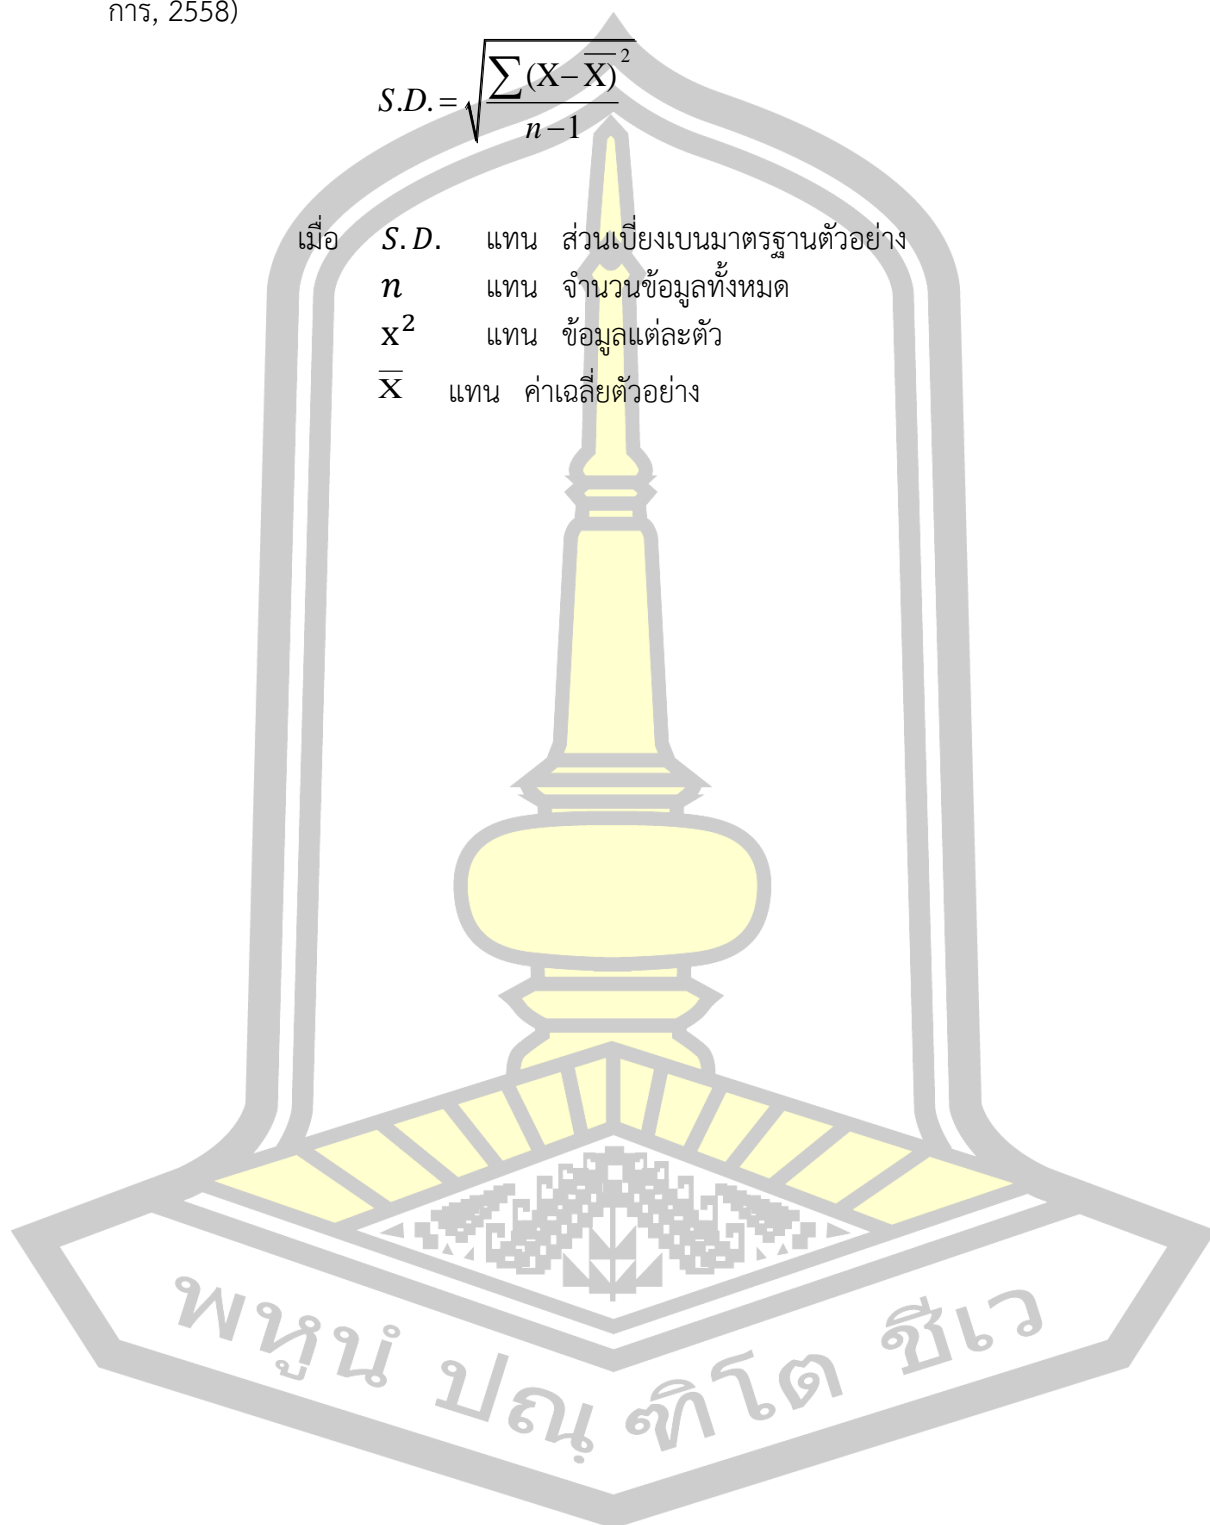 การ, 2558)
S.D. = √(∑(X−X̅)² / n−1)
เมื่อ S.D. แทน ส่วนเบี่ยงเบนมาตรฐานตัวอย่าง
n แทน จำนวนข้อมูลทั้งหมด
x² แทน ข้อมูลแต่ละตัว
X̅ แทน ค่าเฉลี่ยตัวอย่าง
พหูนํ ปณฺฑิโต ชีเว